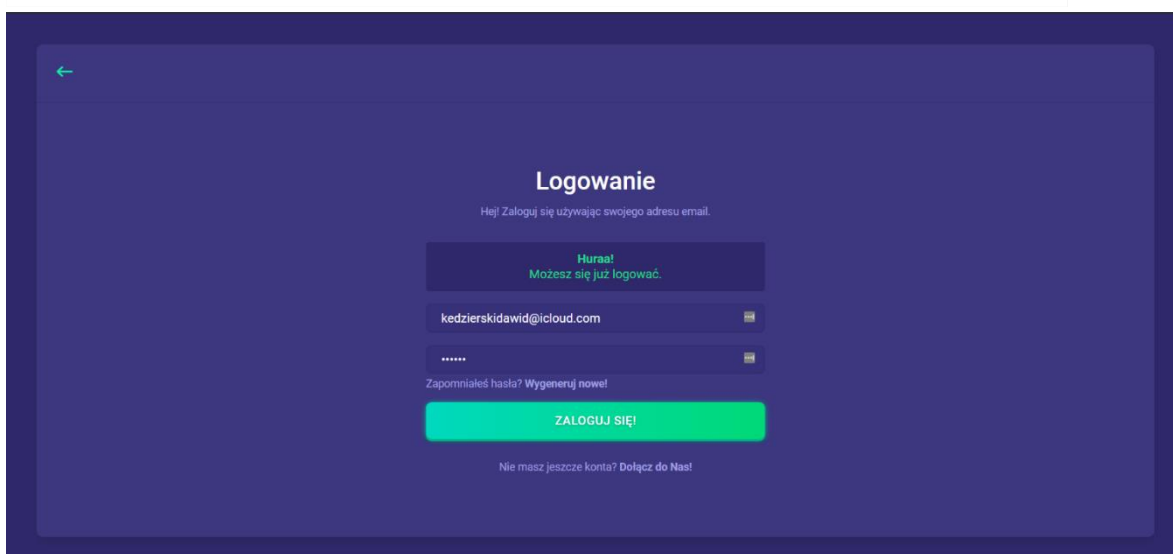 Logowanie
Hej! Zaloguj się używając swojego adresu email.
Huraa!
Możesz się już logować.
kedzierskidawid@icloud.com
••••••
Zapomniałeś hasła? Wygeneruj nowe!
ZALOGUJ SIĘ!
Nie masz jeszcze konta? Dołącz do Nas!